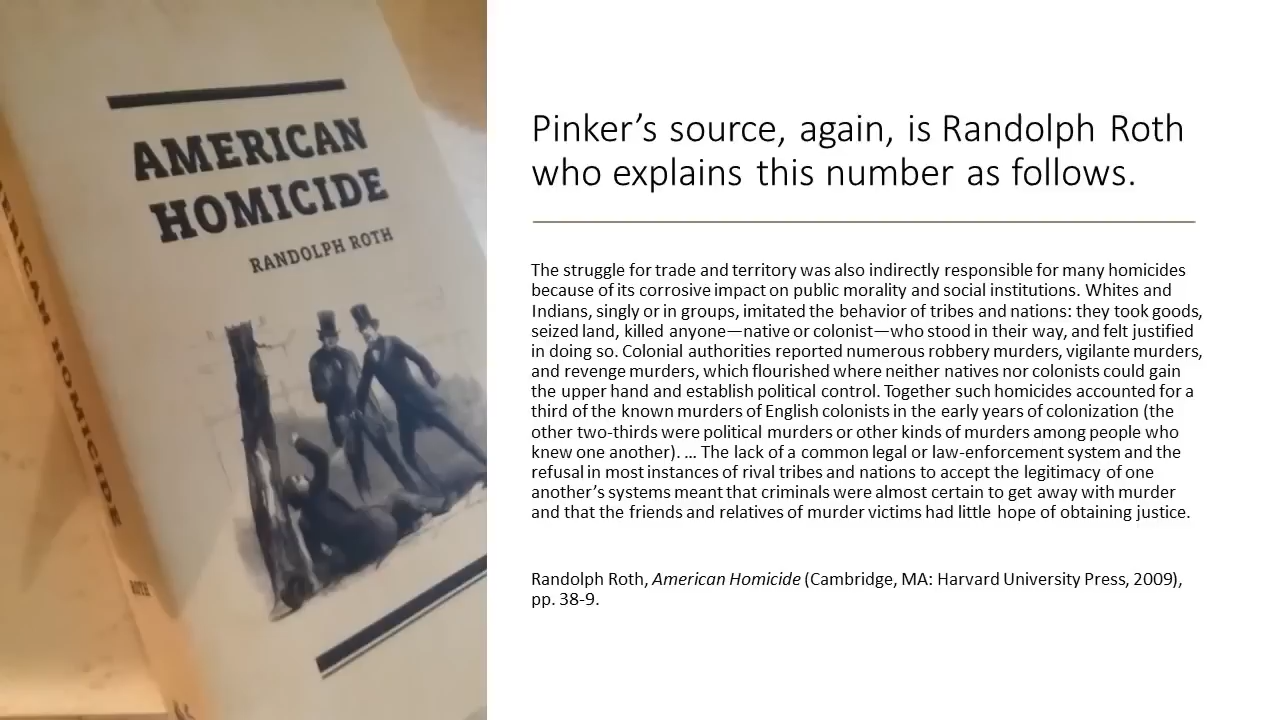 AMERICAN
HOMICIDE
RANDOLPH ROTH
AMERICAN HOMICIDE
ROTH
Pinker’s source, again, is Randolph Roth
who explains this number as follows.
The struggle for trade and territory was also indirectly responsible for many homicides
because of its corrosive impact on public morality and social institutions. Whites and
Indians, singly or in groups, imitated the behavior of tribes and nations: they took goods,
seized land, killed anyone—native or colonist—who stood in their way, and felt justified
in doing so. Colonial authorities reported numerous robbery murders, vigilante murders,
and revenge murders, which flourished where neither natives nor colonists could gain
the upper hand and establish political control. Together such homicides accounted for a
third of the known murders of English colonists in the early years of colonization (the
other two-thirds were political murders or other kinds of murders among people who
knew one another). … The lack of a common legal or law-enforcement system and the
refusal in most instances of rival tribes and nations to accept the legitimacy of one
another’s systems meant that criminals were almost certain to get away with murder
and that the friends and relatives of murder victims had little hope of obtaining justice.
Randolph Roth, American Homicide (Cambridge, MA: Harvard University Press, 2009),
pp. 38-9.